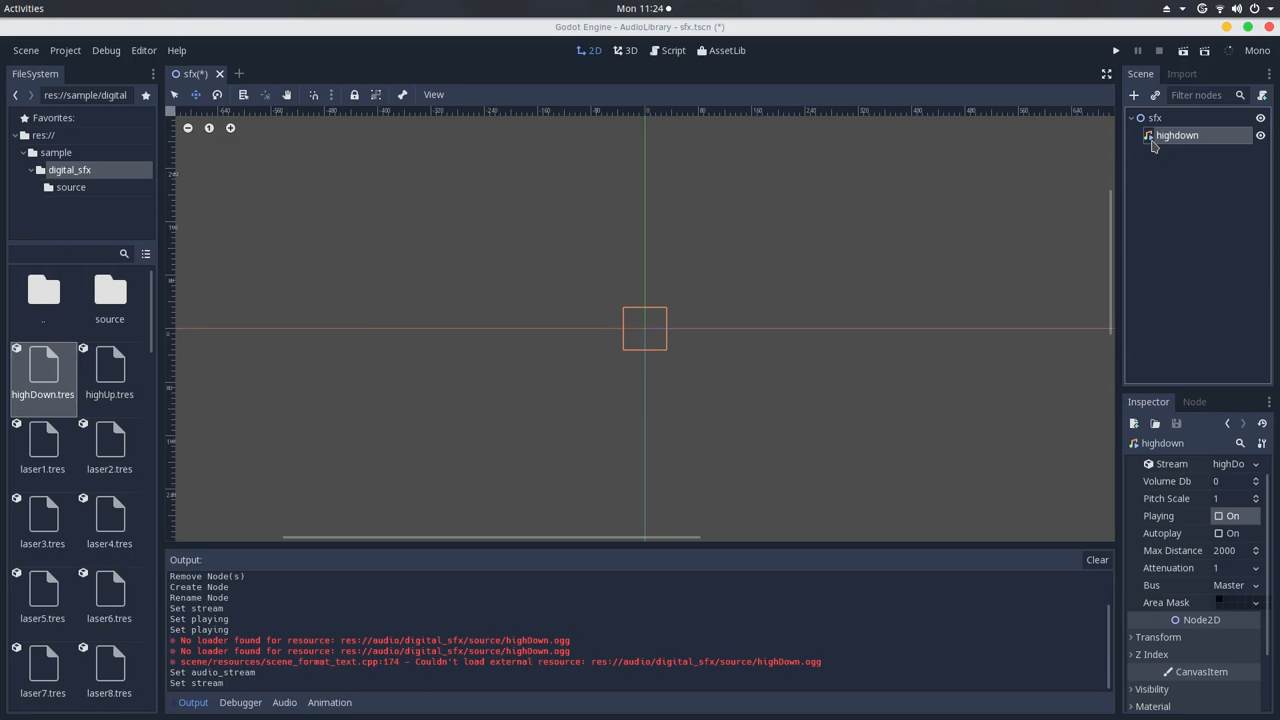 Activities
Mon 11:24
Godot Engine - AudioLibrary - sfx.tscn (*)
Scene Project Debug Editor Help
2D 3D Script AssetLib
Mono
FileSystem
sfx(*)
Scene Import
res://sample/digital
View
Filter nodes
Favorites:
res://
sample
digital_sfx
source
sfx
highdown
1
..
source
highDown.tres
highUp.tres
laser1.tres
laser2.tres
laser3.tres
laser4.tres
laser5.tres
laser6.tres
laser7.tres
laser8.tres
Inspector Node
highdown
Stream highDo
Volume Db 0
Pitch Scale 1
Playing On
Autoplay On
Max Distance 2000
Attenuation 1
Bus Master
Area Mask
Node2D
Transform
Z Index
CanvasItem
Visibility
Material
Output:
Clear
Remove Node(s)
Create Node
Rename Node
Set stream
Set playing
Set playing
No loader found for resource: res://audio/digital_sfx/source/highDown.ogg
No loader found for resource: res://audio/digital_sfx/source/highDown.ogg
scene/resources/scene_format_text.cpp:174 - Couldn't load external resource: res://audio/digital_sfx/source/highDown.ogg
Set audio_stream
Set stream
Output Debugger Audio Animation